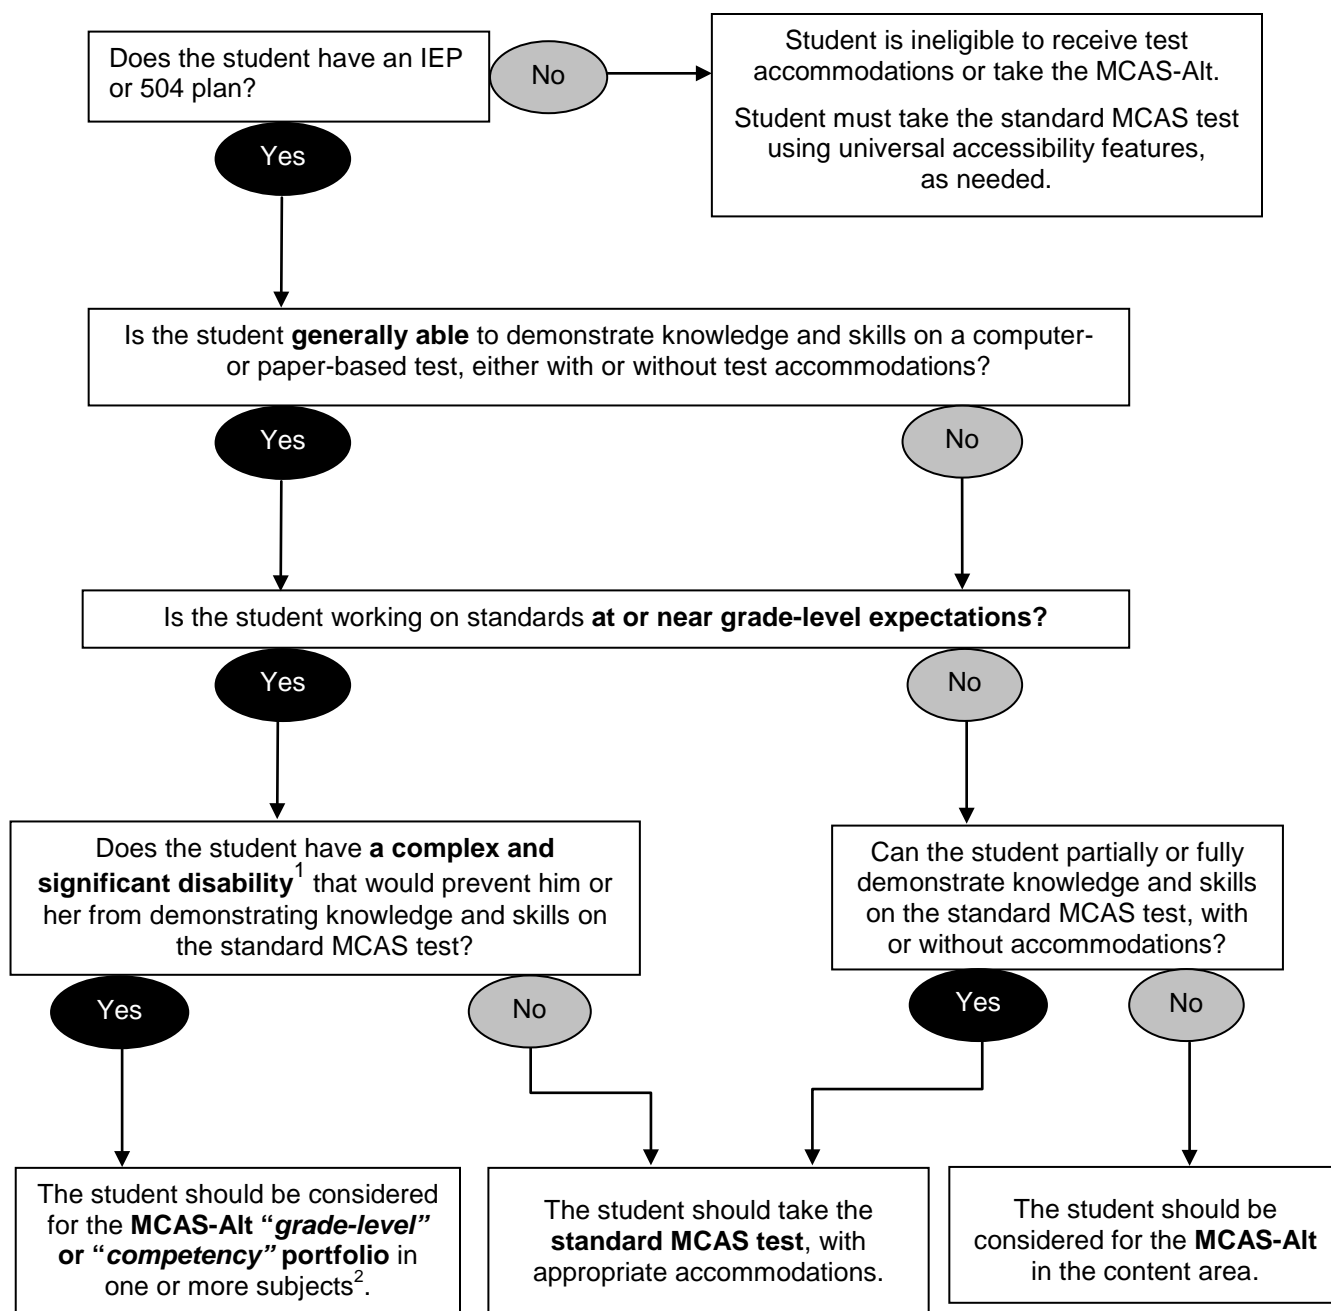 Does the student have an IEP
or 504 plan?
No
Student is ineligible to receive test
accommodations or take the MCAS-Alt.
Student must take the standard MCAS test
using universal accessibility features,
as needed.
Yes
Is the student generally able to demonstrate knowledge and skills on a computer-
or paper-based test, either with or without test accommodations?
Yes
No
Is the student working on standards at or near grade-level expectations?
Yes
No
Does the student have a complex and
significant disability1 that would prevent him or
her from demonstrating knowledge and skills on
the standard MCAS test?
Can the student partially or fully
demonstrate knowledge and skills
on the standard MCAS test, with
or without accommodations?
Yes
No
Yes
No
The student should be considered
for the MCAS-Alt “grade-level”
or “competency” portfolio in
one or more subjects2.
The student should take the
standard MCAS test, with
appropriate accommodations.
The student should be
considered for the MCAS-Alt
in the content area.